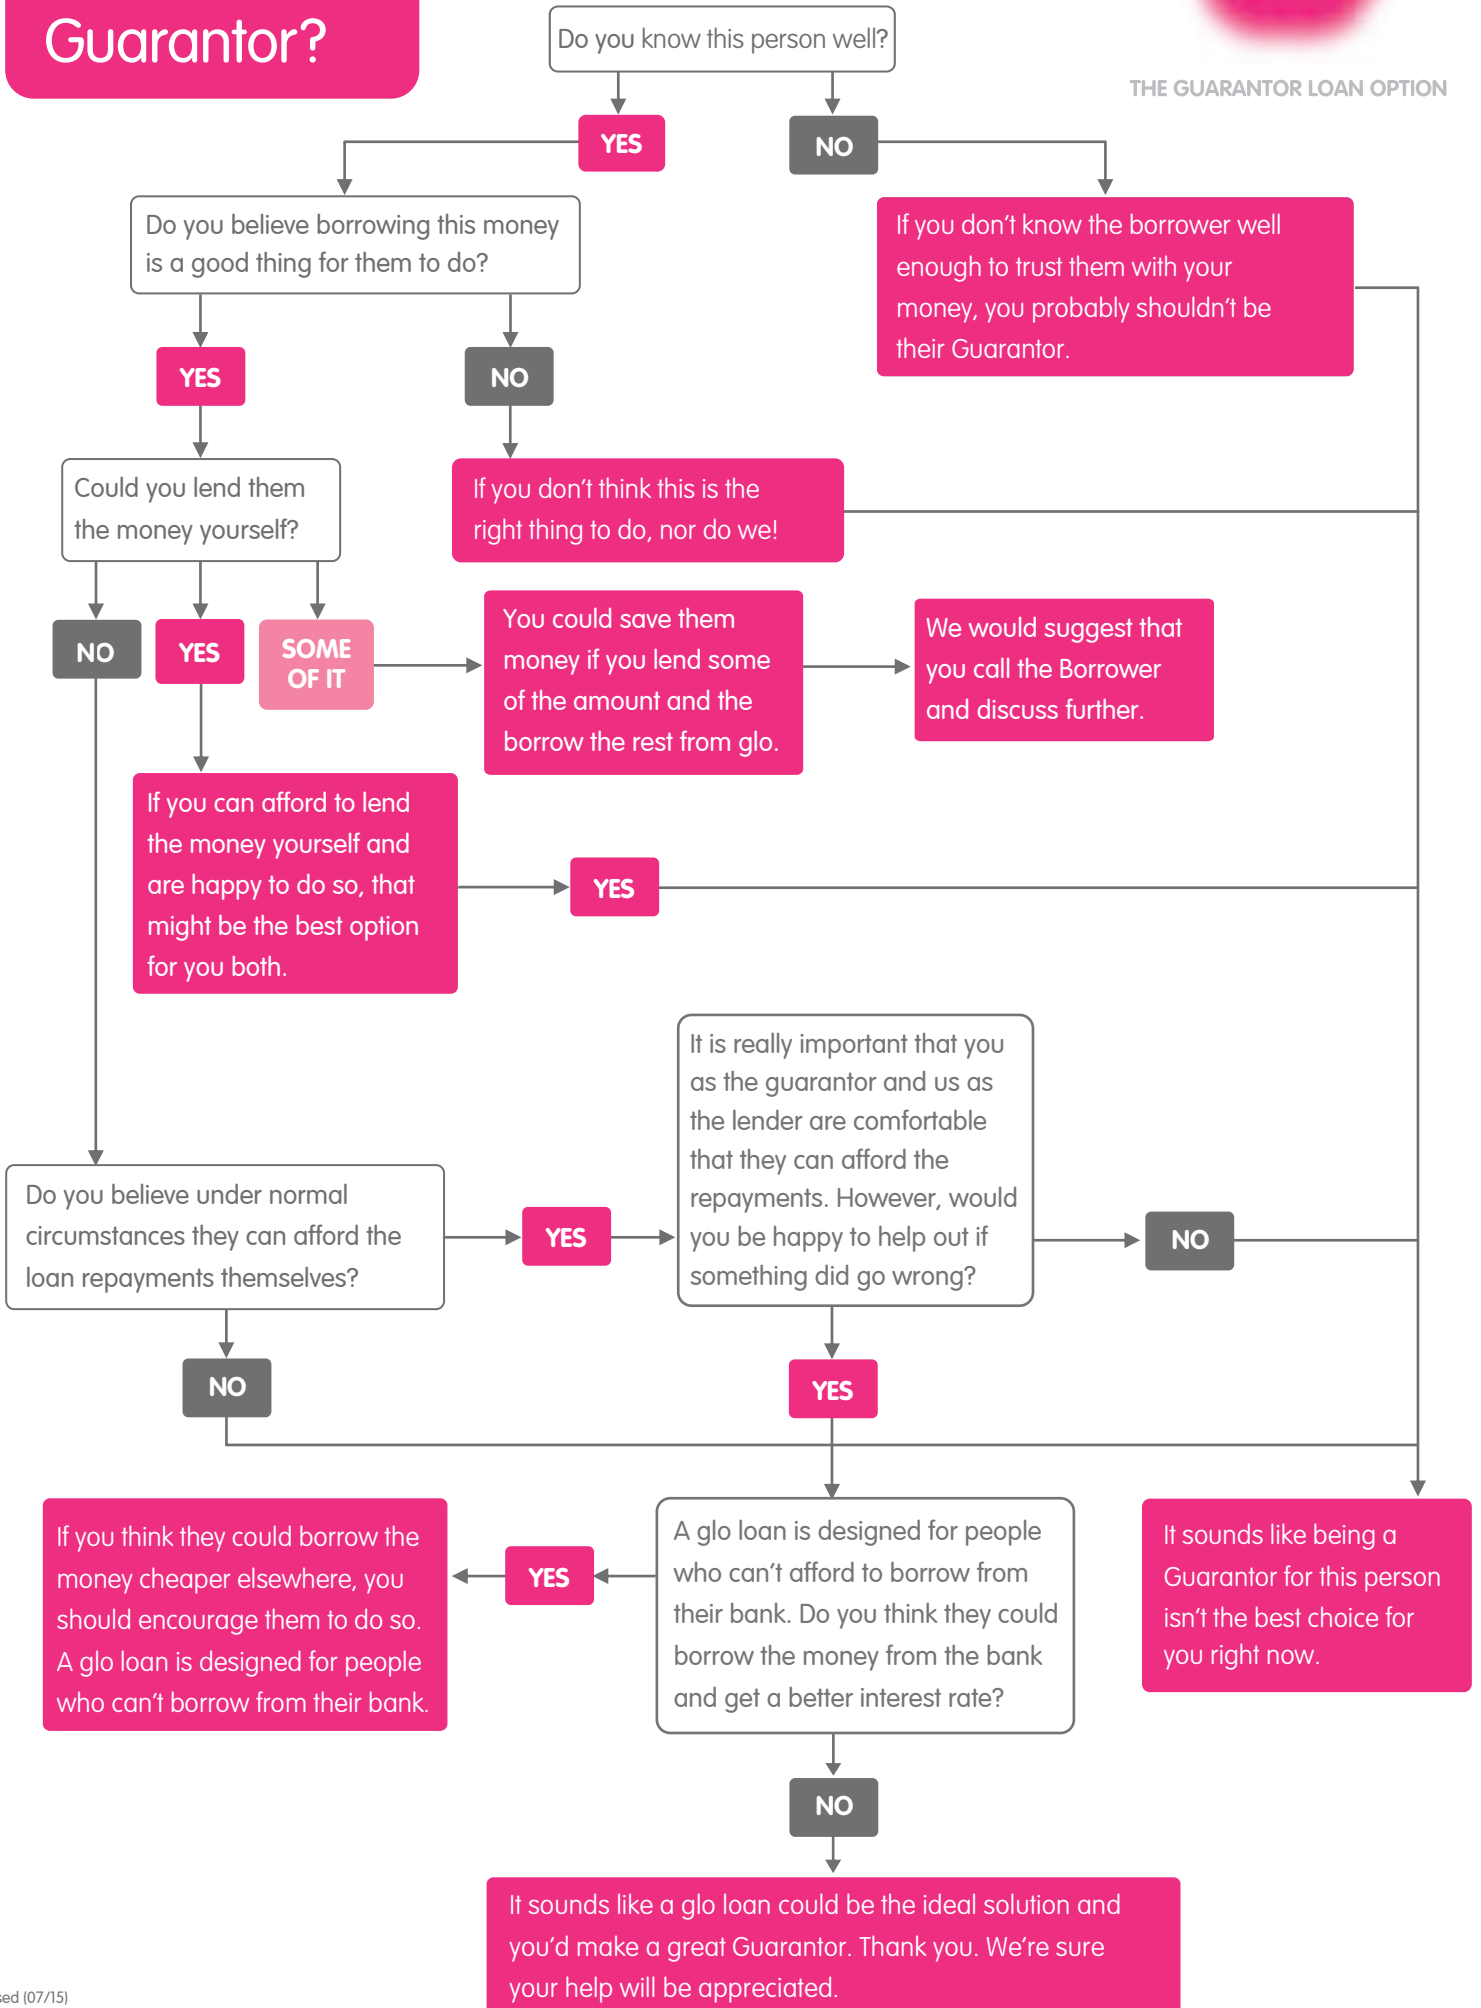 Guarantor?
THE GUARANTOR LOAN OPTION
Do you know this person well?
YES
NO
Do you believe borrowing this money
is a good thing for them to do?
If you don't know the borrower well
enough to trust them with your
money, you probably shouldn't be
their Guarantor.
YES
NO
Could you lend them
the money yourself?
If you don't think this is the
right thing to do, nor do we!
NO
YES
SOME
OF IT
You could save them
money if you lend some
of the amount and the
borrow the rest from glo.
We would suggest that
you call the Borrower
and discuss further.
If you can afford to lend
the money yourself and
are happy to do so, that
might be the best option
for you both.
YES
Do you believe under normal
circumstances they can afford the
loan repayments themselves?
YES
It is really important that you
as the guarantor and us as
the lender are comfortable
that they can afford the
repayments. However, would
you be happy to help out if
something did go wrong?
NO
NO
YES
If you think they could borrow the
money cheaper elsewhere, you
should encourage them to do so.
A glo loan is designed for people
who can't borrow from their bank.
YES
A glo loan is designed for people
who can't afford to borrow from
their bank. Do you think they could
borrow the money from the bank
and get a better interest rate?
It sounds like being a
Guarantor for this person
isn't the best choice for
you right now.
NO
It sounds like a glo loan could be the ideal solution and
you'd make a great Guarantor. Thank you. We're sure
your help will be appreciated.
(07/15)